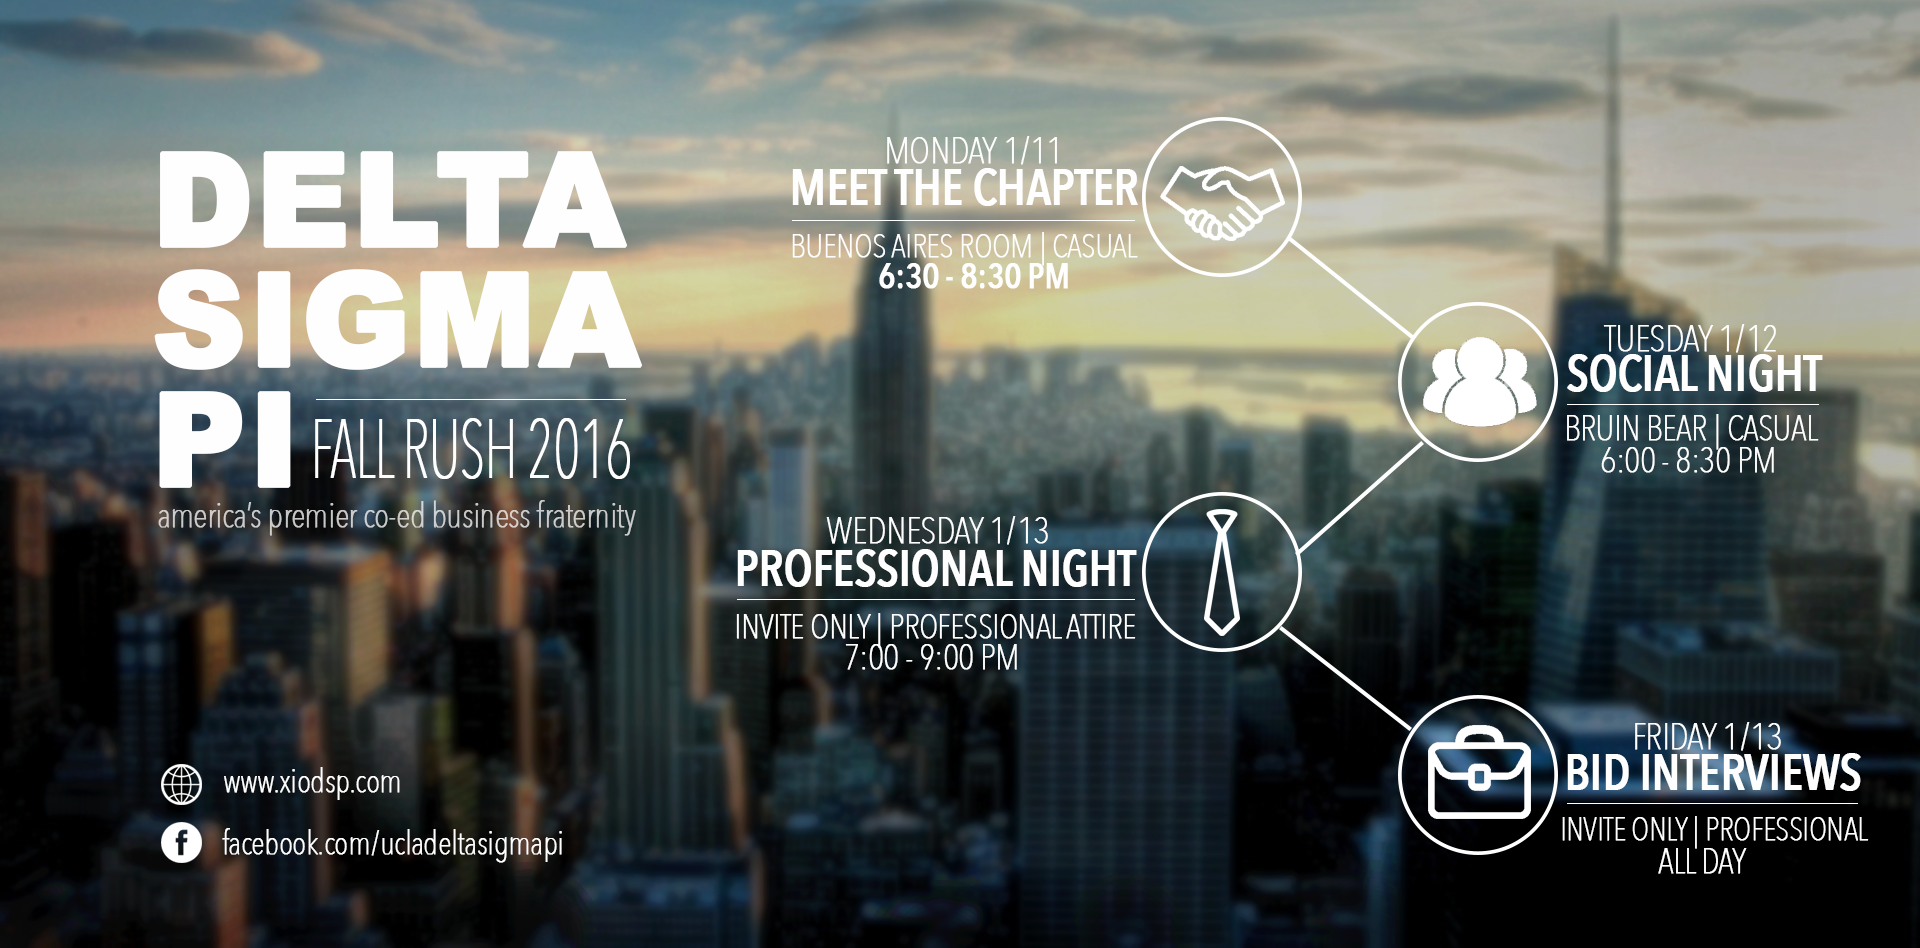 DELTA
SIGMA
PI
FALL RUSH 2016
america's premier co-ed business fraternity
www.xiodsp.com
facebook.com/ucladeltasigmapi
MONDAY 1/11
MEET THE CHAPTER
BUENOS AIRES ROOM | CASUAL
6:30 - 8:30 PM
TUESDAY 1/12
SOCIAL NIGHT
BRUIN BEAR | CASUAL
6:00 - 8:30 PM
WEDNESDAY 1/13
PROFESSIONAL NIGHT
INVITE ONLY | PROFESSIONAL ATTIRE
7:00 - 9:00 PM
FRIDAY 1/13
BID INTERVIEWS
INVITE ONLY | PROFESSIONAL
ALL DAY